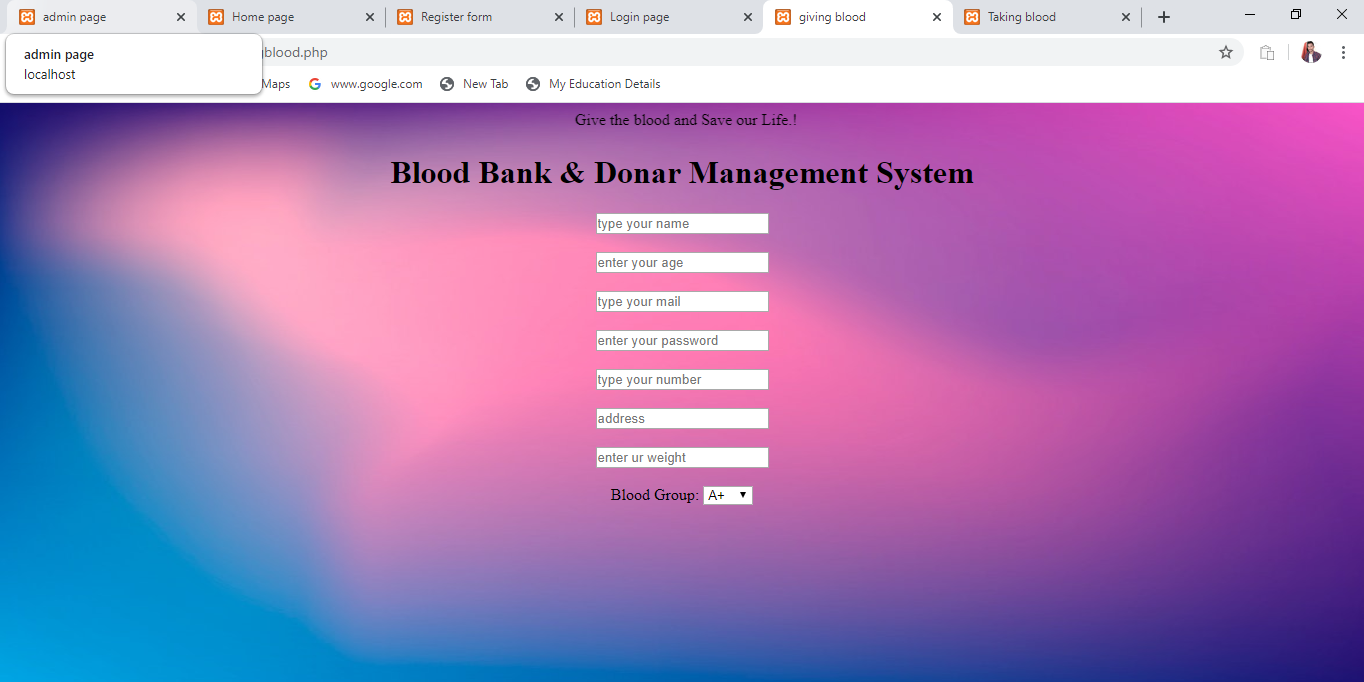 admin page
Home page
Register form
Login page
giving blood
Taking blood
admin page
localhost
blood.php
Maps
www.google.com
New Tab
My Education Details
Give the blood and Save our Life.!
Blood Bank & Donar Management System
type your name
enter your age
type your mail
enter your password
type your number
address
enter ur weight
Blood Group: A+